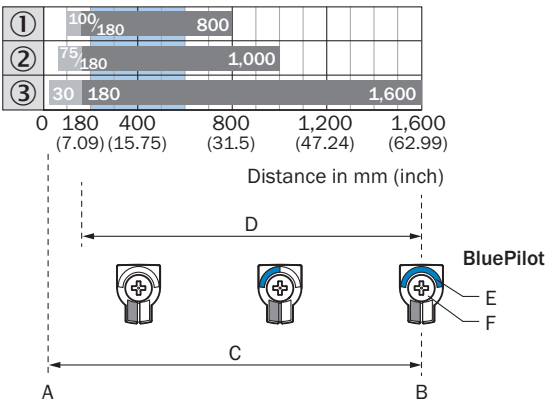 ① 100/180 800
② 75/180 1,000
③ 30 180 1,600
0 180 400 800 1,200 1,600
(7.09) (15.75) (31.5) (47.24) (62.99)
Distance in mm (inch)
D
BluePilot
E
F
C
A B